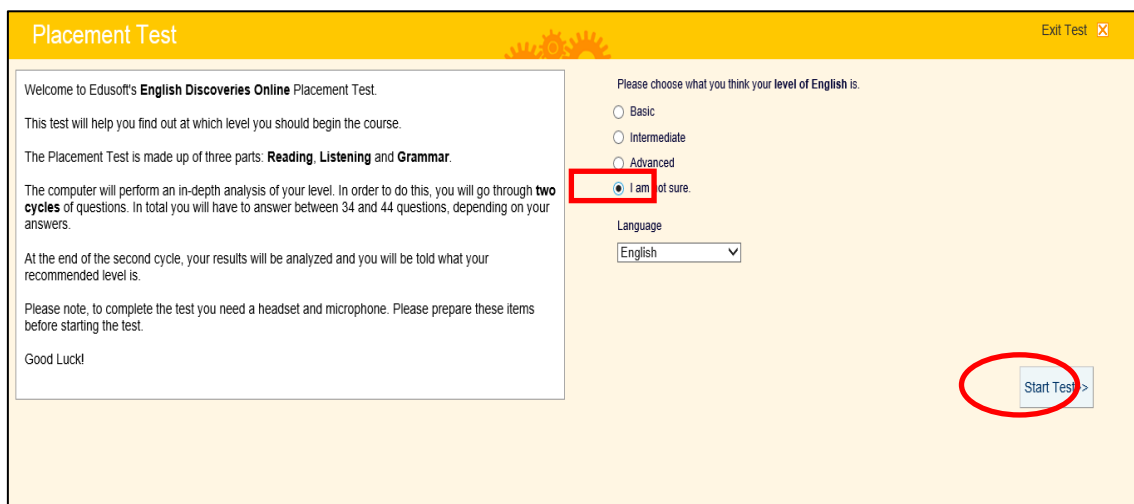 Placement Test
Exit Test
Welcome to Edusoft's English Discoveries Online Placement Test.
This test will help you find out at which level you should begin the course.
The Placement Test is made up of three parts: Reading, Listening and Grammar.
The computer will perform an in-depth analysis of your level. In order to do this, you will go through two
cycles of questions. In total you will have to answer between 34 and 44 questions, depending on your
answers.
At the end of the second cycle, your results will be analyzed and you will be told what your
recommended level is.
Please note, to complete the test you need a headset and microphone. Please prepare these items
before starting the test.
Good Luck!
Please choose what you think your level of English is.
Basic
Intermediate
Advanced
I am not sure.
Language
English
Start Test >>